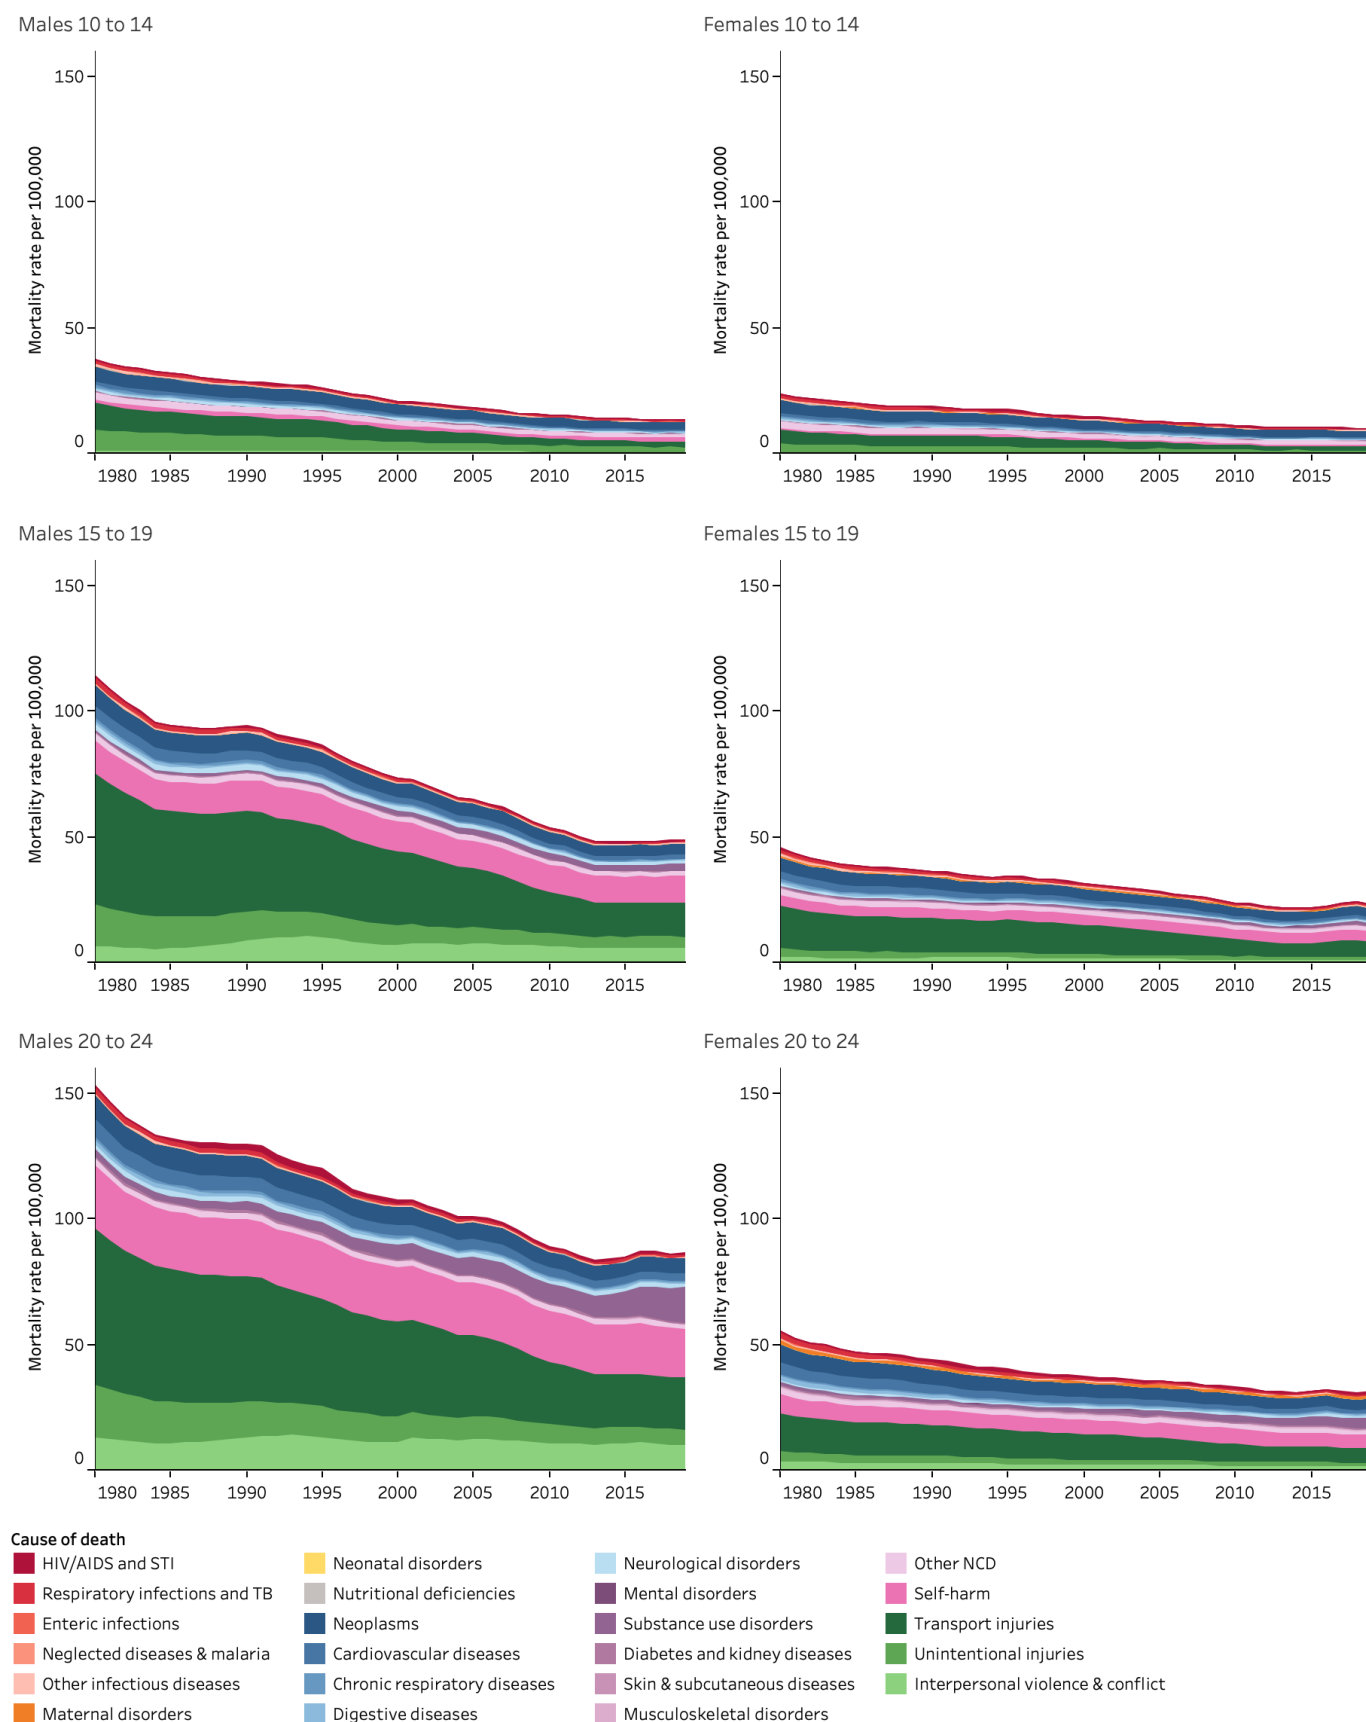 Males 10 to 14
Females 10 to 14
Mortality rate per 100,000
150
100
50
0
1980 1985 1990 1995 2000 2005 2010 2015
Mortality rate per 100,000
150
100
50
0
1980 1985 1990 1995 2000 2005 2010 2015
Males 15 to 19
Females 15 to 19
Mortality rate per 100,000
150
100
50
0
1980 1985 1990 1995 2000 2005 2010 2015
Mortality rate per 100,000
150
100
50
0
1980 1985 1990 1995 2000 2005 2010 2015
Males 20 to 24
Females 20 to 24
Mortality rate per 100,000
150
100
50
0
1980 1985 1990 1995 2000 2005 2010 2015
Mortality rate per 100,000
150
100
50
0
1980 1985 1990 1995 2000 2005 2010 2015
Cause of death
HIV/AIDS and STI
Respiratory infections and TB
Enteric infections
Neglected diseases & malaria
Other infectious diseases
Maternal disorders
Neonatal disorders
Nutritional deficiencies
Neoplasms
Cardiovascular diseases
Chronic respiratory diseases
Digestive diseases
Neurological disorders
Mental disorders
Substance use disorders
Diabetes and kidney diseases
Skin & subcutaneous diseases
Musculoskeletal disorders
Other NCD
Self-harm
Transport injuries
Unintentional injuries
Interpersonal violence & conflict